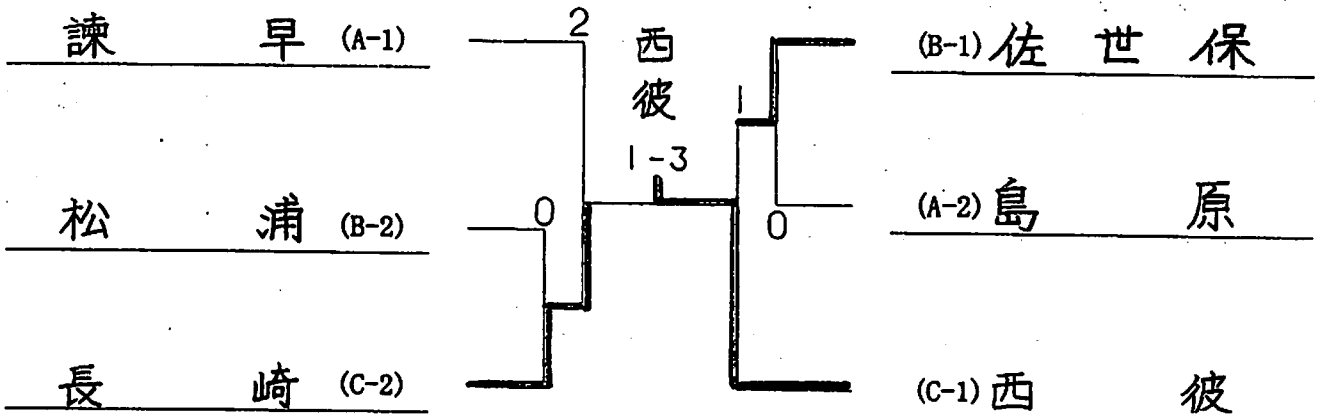 諫早 (A-1)
松浦 (B-2)
長崎 (C-2)
2
0
西彼
1-3
1
0
(B-1) 佐世保
(A-2) 島原
(C-1) 西彼